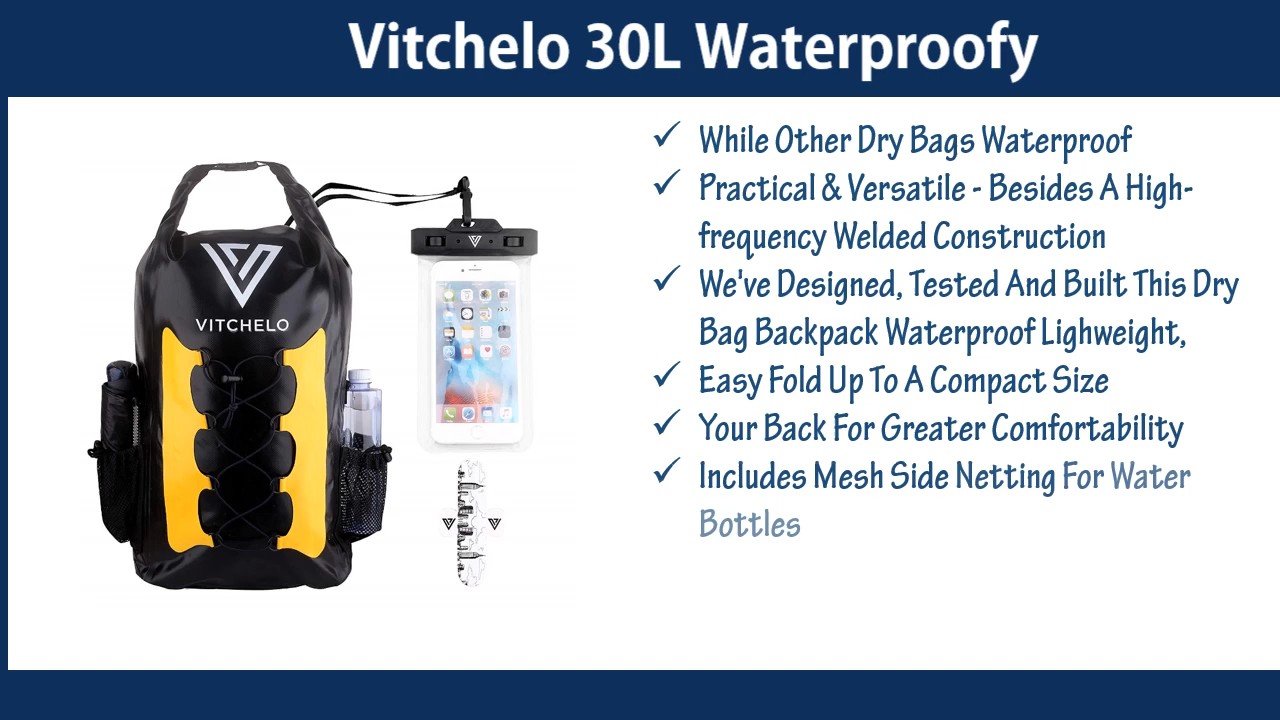 Vitchelo 30L Waterproofy
VITCHELO
While Other Dry Bags Waterproof
Practical & Versatile - Besides A High-
frequency Welded Construction
We've Designed, Tested And Built This Dry
Bag Backpack Waterproof Lighweight,
Easy Fold Up To A Compact Size
Your Back For Greater Comfortability
Includes Mesh Side Netting For Water
Bottles